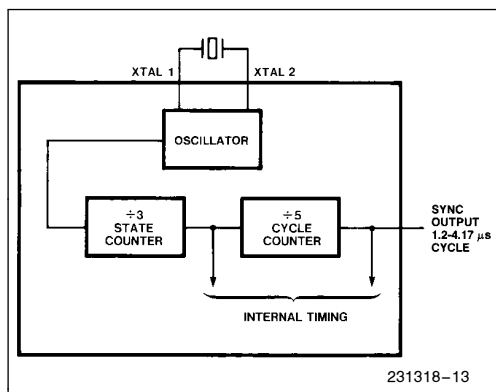 XTAL 1
XTAL 2
OSCILLATOR
÷3
STATE
COUNTER
÷5
CYCLE
COUNTER
SYNC
OUTPUT
1.2-4.17 μs
CYCLE
INTERNAL TIMING
231318–13